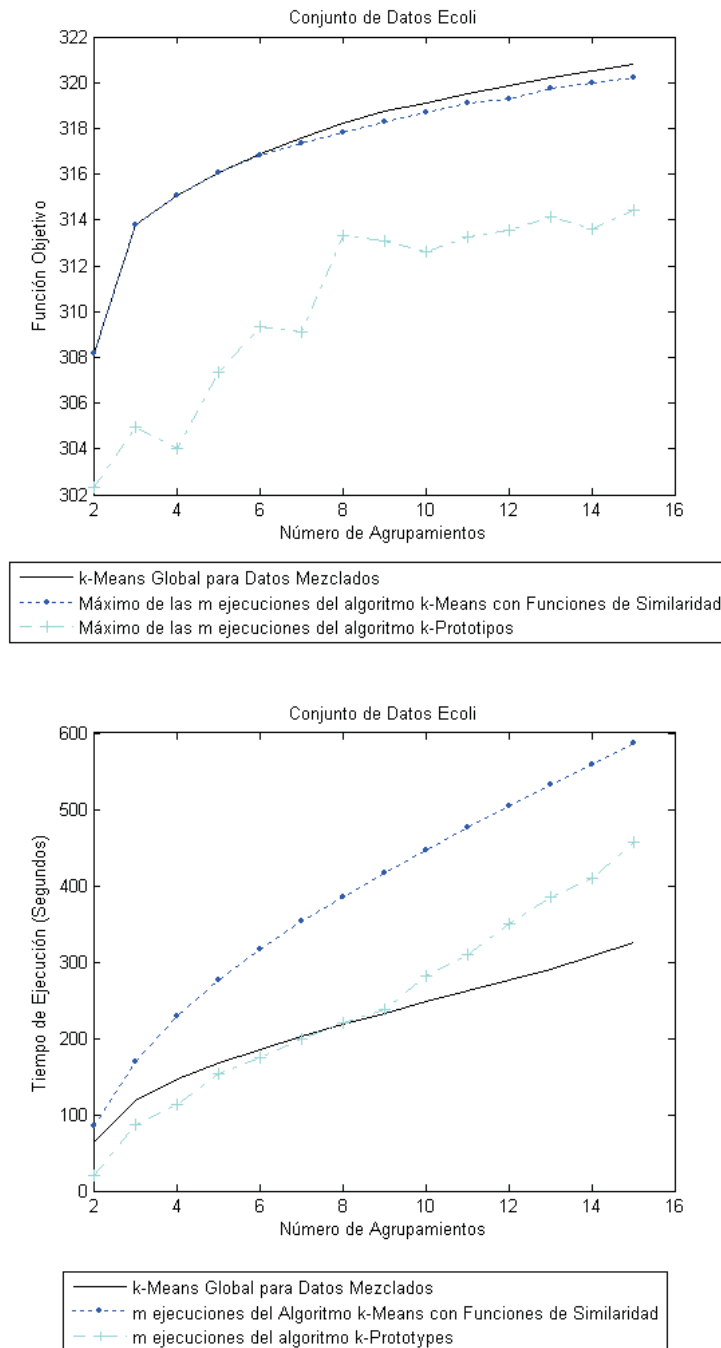 Conjunto de Datos Ecoli
322
320
318
316
314
312
310
308
306
304
302
Función Objetivo
2
4
6
8
10
12
14
16
Número de Agrupamientos
k-Means Global para Datos Mezclados
Máximo de las m ejecuciones del algoritmo k-Means con Funciones de Similaridad
Máximo de las m ejecuciones del algoritmo k-Prototipos
Conjunto de Datos Ecoli
600
500
400
300
200
100
0
Tiempo de Ejecución (Segundos)
2
4
6
8
10
12
14
16
Número de Agrupamientos
k-Means Global para Datos Mezclados
m ejecuciones del Algoritmo k-Means con Funciones de Similaridad
m ejecuciones del algoritmo k-Prototypes